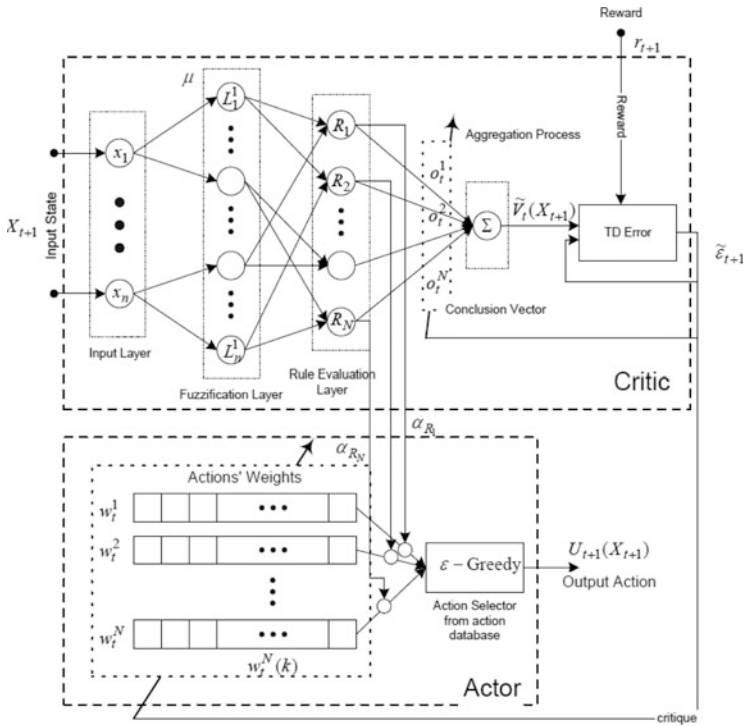 Reward
r_{t+1}
Reward
μ
L_1^1
R_1
x_1
R_2
x_n
L_n^1
R_N
Input State
X_{t+1}
Input Layer
Fuzzification Layer
Rule Evaluation
Layer
Aggregation Process
o_t^1
o_t^2
o_t^N
Σ
Ṽ_t(X_{t+1})
TD Error
ε̃_{t+1}
Conclusion Vector
Critic
α_{R_1}
α_{R_N}
Actions' Weights
w_t^1
w_t^2
w_t^N
w_t^N(k)
ε – Greedy
U_{t+1}(X_{t+1})
Output Action
Action Selector
from action
database
Actor
critique